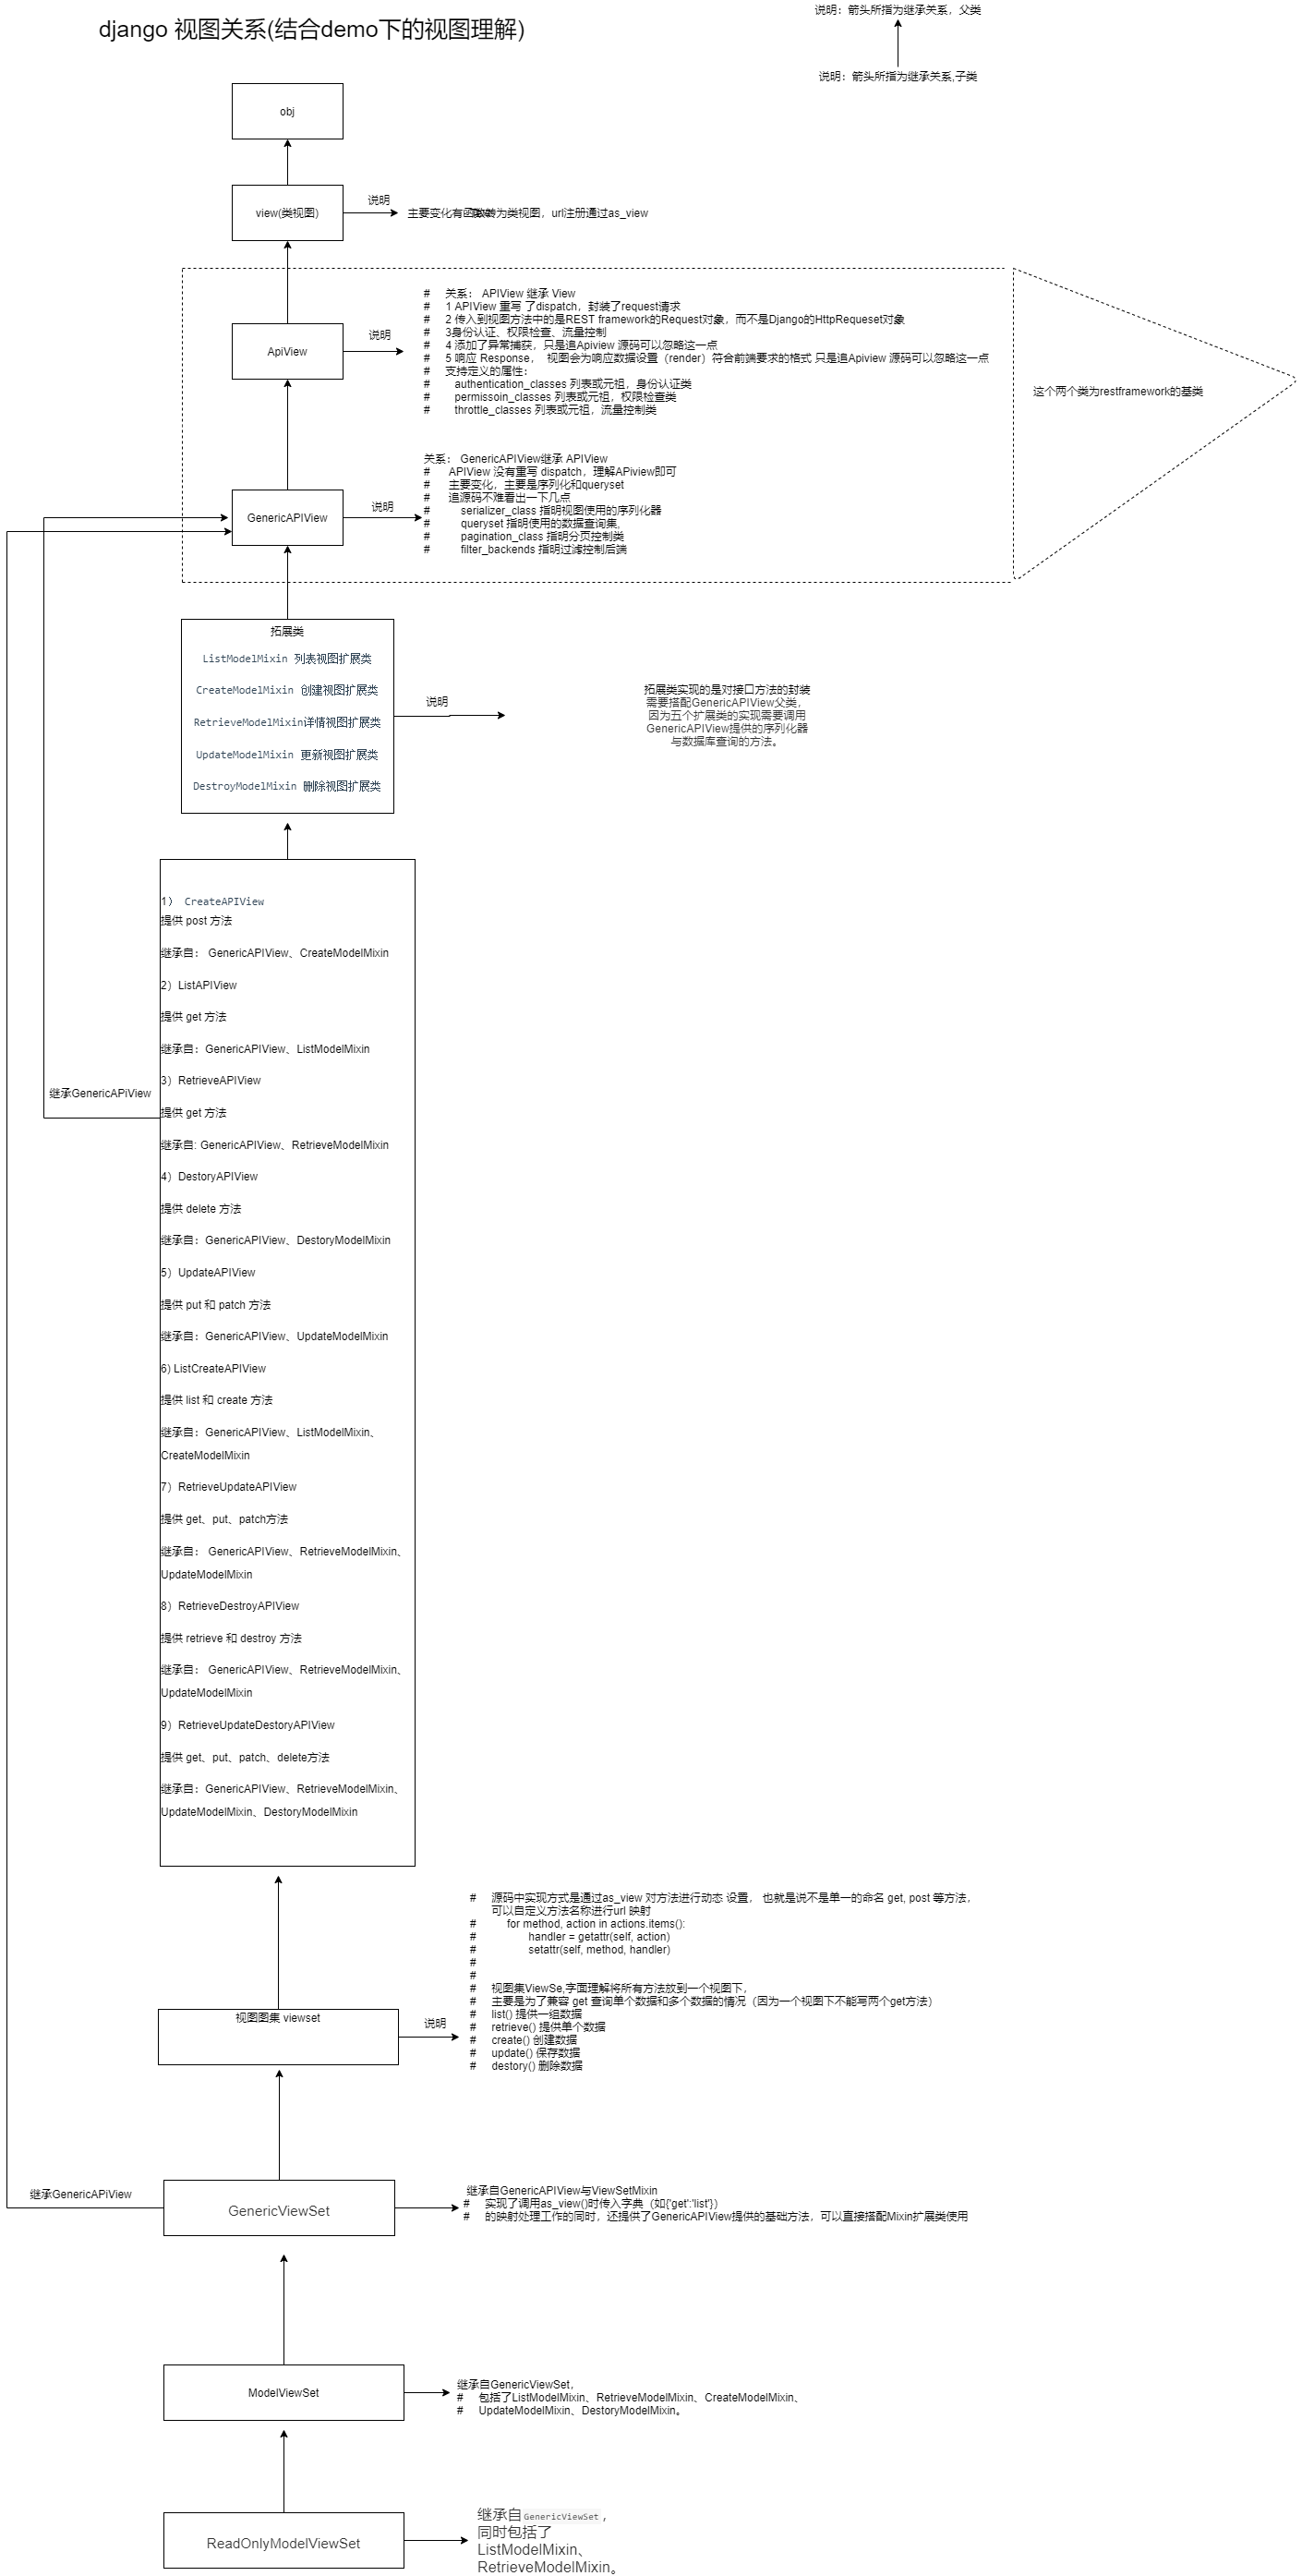 django 视图关系(结合demo下的视图理解)
说明：箭头所指为继承关系，父类
说明：箭头所指为继承关系,子类
obj
view(类视图)
说明
主要变化有函数转为类视图，url注册通过as_view
# 关系： APIView 继承 View
# 1 APIView 重写 了dispatch，封装了request请求
# 2 传入到视图方法中的是REST framework的Request对象，而不是Django的HttpRequeset对象
# 3身份认证、权限检查、流量控制
# 4 添加了异常捕获，只是追Apiview 源码可以忽略这一点
# 5 响应 Response， 视图会为响应数据设置（render）符合前端要求的格式 只是追Apiview 源码可以忽略这一点
# 支持定义的属性：
# authentication_classes 列表或元祖，身份认证类
# permissoin_classes 列表或元祖，权限检查类
# throttle_classes 列表或元祖，流量控制类
ApiView
说明
这个两个类为restframework的基类
关系： GenericAPIView继承 APIView
# APIView 没有重写 dispatch，理解APiview即可
# 主要变化，主要是序列化和queryset
# 追源码不难看出一下几点
# serializer_class 指明视图使用的序列化器
# queryset 指明使用的数据查询集,
# pagination_class 指明分页控制类
# filter_backends 指明过滤控制后端
GenericAPIView
说明
拓展类
ListModelMixin 列表视图扩展类
CreateModelMixin 创建视图扩展类
RetrieveModelMixin详情视图扩展类
UpdateModelMixin 更新视图扩展类
DestroyModelMixin 删除视图扩展类
说明
拓展类实现的是对接口方法的封装
需要搭配GenericAPIView父类，
因为五个扩展类的实现需要调用
GenericAPIView提供的序列化器
与数据库查询的方法。
1） CreateAPIView
提供 post 方法
继承自： GenericAPIView、CreateModelMixin
2）ListAPIView
提供 get 方法
继承自：GenericAPIView、ListModelMixin
3）RetrieveAPIView
提供 get 方法
继承自: GenericAPIView、RetrieveModelMixin
4）DestoryAPIView
提供 delete 方法
继承自：GenericAPIView、DestoryModelMixin
5）UpdateAPIView
提供 put 和 patch 方法
继承自：GenericAPIView、UpdateModelMixin
6) ListCreateAPIView
提供 list 和 create 方法
继承自：GenericAPIView、ListModelMixin、
CreateModelMixin
7）RetrieveUpdateAPIView
提供 get、put、patch方法
继承自： GenericAPIView、RetrieveModelMixin、
UpdateModelMixin
8）RetrieveDestroyAPIView
提供 retrieve 和 destroy 方法
继承自： GenericAPIView、RetrieveModelMixin、
UpdateModelMixin
9）RetrieveUpdateDestoryAPIView
提供 get、put、patch、delete方法
继承自：GenericAPIView、RetrieveModelMixin、
UpdateModelMixin、DestoryModelMixin
继承GenericAPiView
# 源码中实现方式是通过as_view 对方法进行动态 设置， 也就是说不是单一的命名 get, post 等方法，
可以自定义方法名称进行url 映射
# for method, action in actions.items():
# handler = getattr(self, action)
# setattr(self, method, handler)
#
#
# 视图集ViewSe,字面理解将所有方法放到一个视图下，
# 主要是为了兼容 get 查询单个数据和多个数据的情况（因为一个视图下不能写两个get方法）
# list() 提供一组数据
# retrieve() 提供单个数据
# create() 创建数据
# update() 保存数据
# destory() 删除数据
视图图集 viewset
说明
继承GenericAPiView
GenericViewSet
继承自GenericAPIView与ViewSetMixin
# 实现了调用as_view()时传入字典（如{'get':'list'}）
# 的映射处理工作的同时，还提供了GenericAPIView提供的基础方法，可以直接搭配Mixin扩展类使用
ModelViewSet
继承自GenericViewSet，
# 包括了ListModelMixin、RetrieveModelMixin、CreateModelMixin、
# UpdateModelMixin、DestoryModelMixin。
ReadOnlyModelViewSet
继承自GenericViewSet，
同时包括了
ListModelMixin、
RetrieveModelMixin。